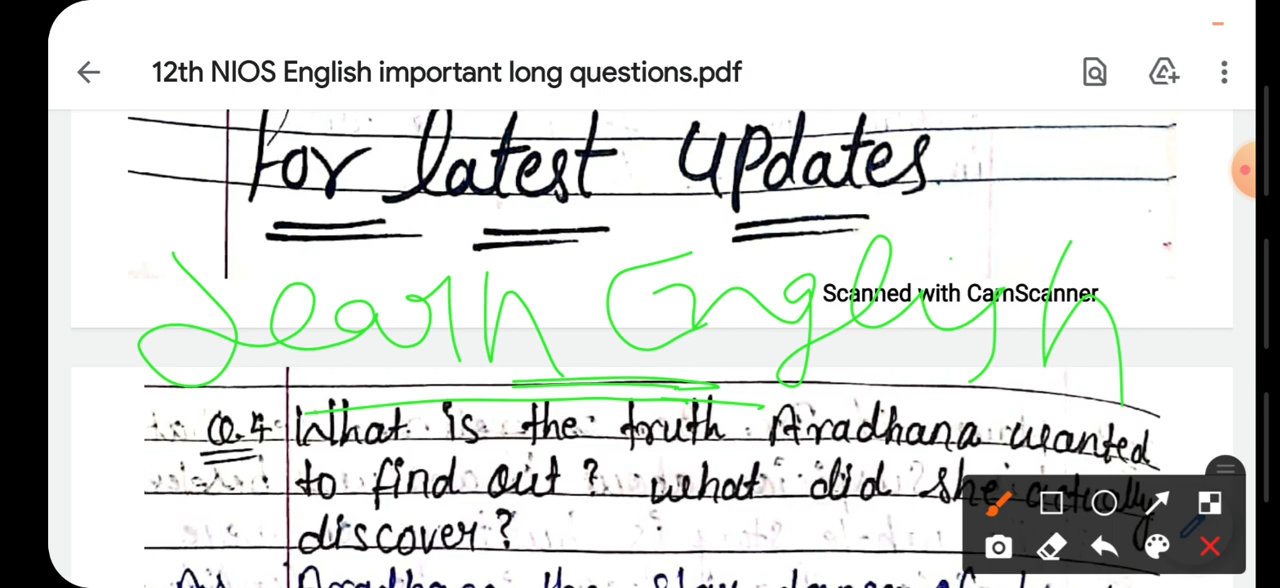 12th NIOS English important long questions.pdf
For latest Updates
Scanned with CamScanner
Learn English
Q.4 What is the truth Aradhana wanted
to find out? what did she actually
discover?